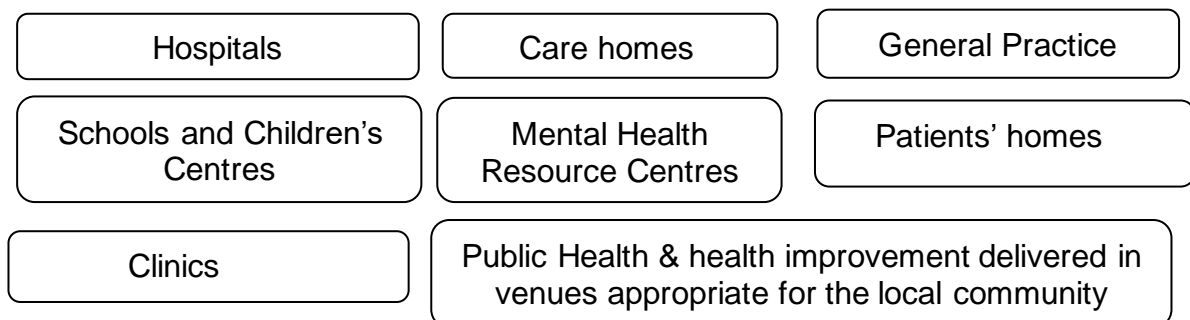 Hospitals
Care homes
General Practice
Schools and Children’s
Centres
Mental Health
Resource Centres
Patients’ homes
Clinics
Public Health & health improvement delivered in
venues appropriate for the local community